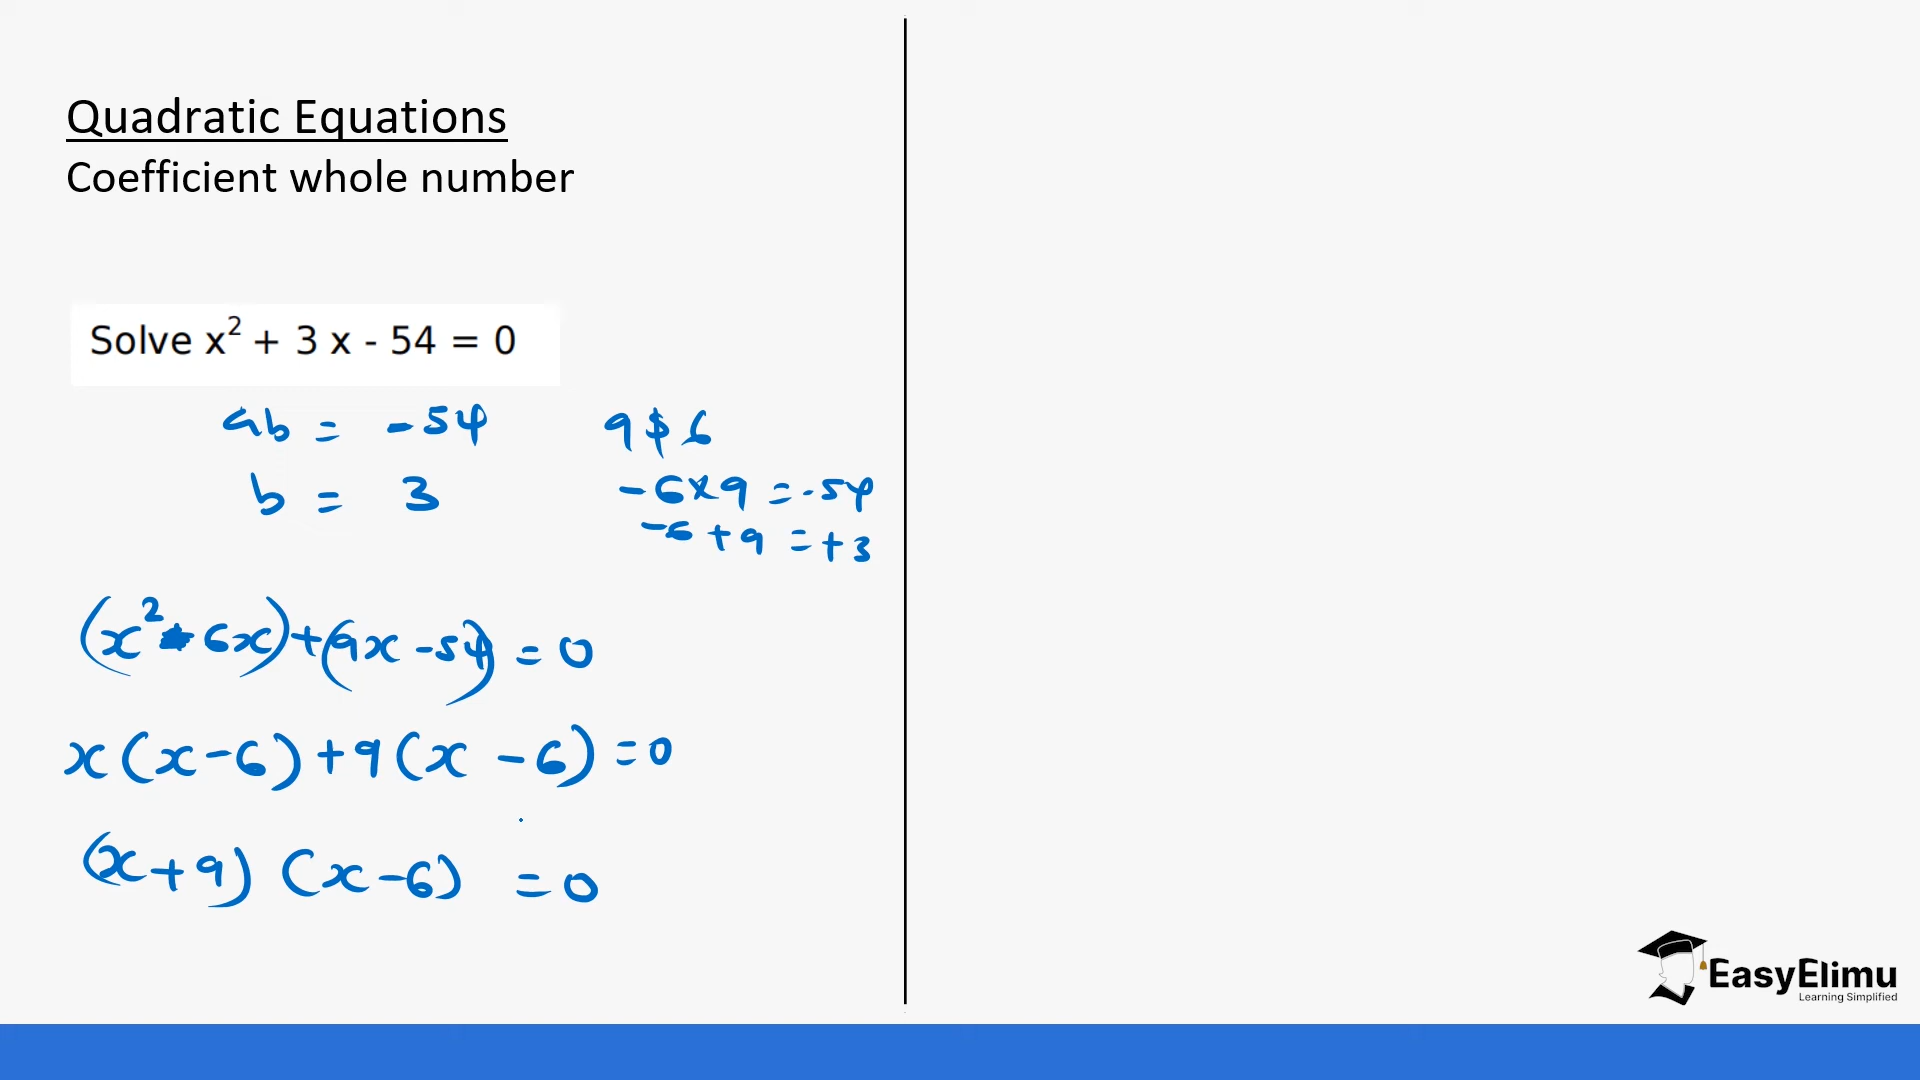 Quadratic Equations
Coefficient whole number
Solve x² + 3 x - 54 = 0
ab = -54
b = 3
9 $ 6
-6x9 = -54
-6 + 9 = +3
(x² - 6x) + (9x - 54) = 0
x(x-6) + 9(x - 6) = 0
(x+9) (x-6) = 0
EasyElimu
Learning Simplified